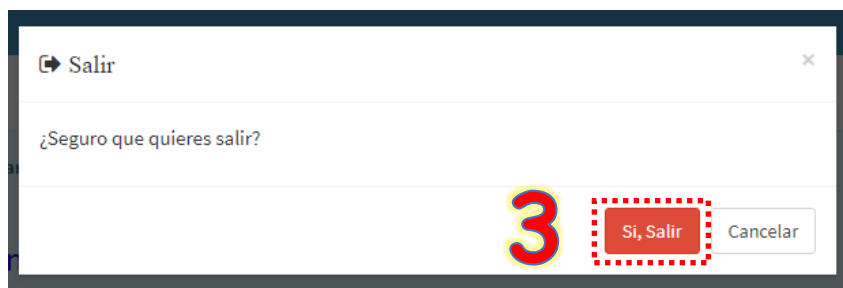 Salir
×
¿Seguro que quieres salir?
3
Si, Salir
Cancelar